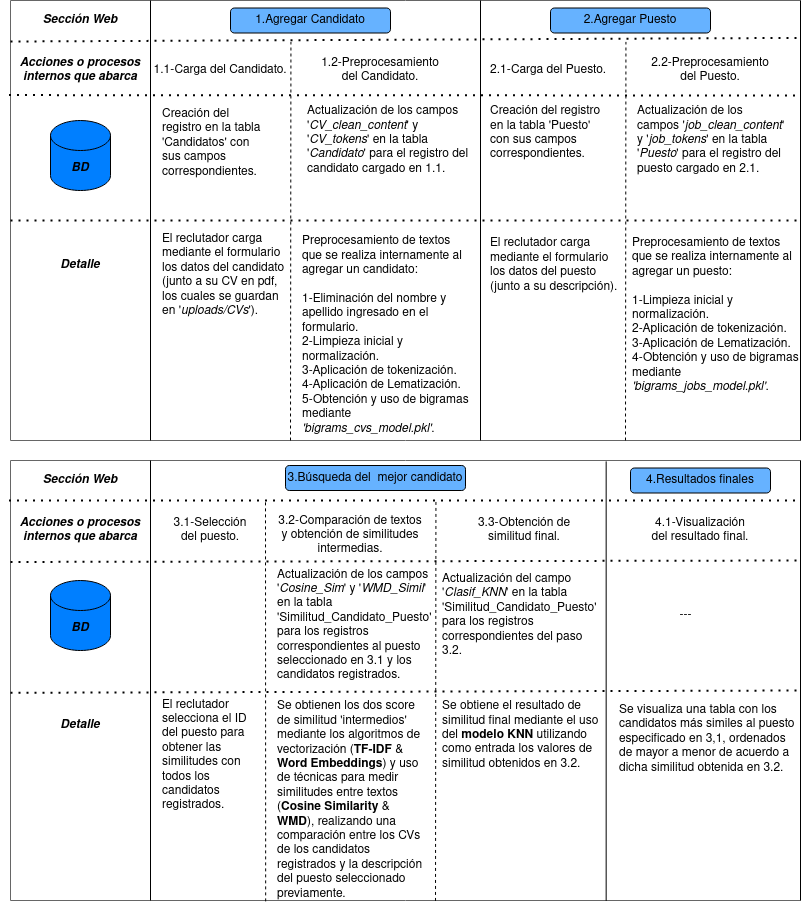 Sección Web
1.Agregar Candidato
2.Agregar Puesto
Acciones o procesos
internos que abarca
1.1-Carga del Candidato.
1.2-Preprocesamiento
del Candidato.
2.1-Carga del Puesto.
2.2-Preprocesamiento
del Puesto.
BD
Creación del
registro en la tabla
'Candidatos' con
sus campos
correspondientes.
Actualización de los campos
'CV_clean_content' y
'CV_tokens' en la tabla
'Candidato' para el registro del
candidato cargado en 1.1.
Creación del registro
en la tabla 'Puesto'
con sus campos
correspondientes.
Actualización de los
campos 'job_clean_content'
y 'job_tokens' en la tabla
'Puesto' para el registro del
puesto cargado en 2.1.
Detalle
El reclutador carga
mediante el formulario
los datos del candidato
(junto a su CV en pdf,
los cuales se guardan
en 'uploads/CVs').
Preprocesamiento de textos
que se realiza internamente al
agregar un candidato:
1-Eliminación del nombre y
apellido ingresado en el
formulario.
2-Limpieza inicial y
normalización.
3-Aplicación de tokenización.
4-Aplicación de Lematización.
5-Obtención y uso de bigramas
mediante
'bigrams_cvs_model.pkl'.
El reclutador carga
mediante el formulario
los datos del puesto
(junto a su descripción).
Preprocesamiento de textos
que se realiza internamente al
agregar un puesto:
1-Limpieza inicial y
normalización.
2-Aplicación de tokenización.
3-Aplicación de Lematización.
4-Obtención y uso de bigramas
mediante
'bigrams_jobs_model.pkl'.
Sección Web
3.Búsqueda del  mejor candidato
4.Resultados finales
Acciones o procesos
internos que abarca
3.1-Selección
del puesto.
3.2-Comparación de textos
y obtención de similitudes
intermedias.
3.3-Obtención de
similitud final.
4.1-Visualización
del resultado final.
BD
Actualización de los campos
'Cosine_Sim' y 'WMD_Simil'
en la tabla
'Similitud_Candidato_Puesto'
para los registros
correspondientes al puesto
seleccionado en 3.1 y los
candidatos registrados.
Actualización del campo
'Clasif_KNN' en la tabla
'Similitud_Candidato_Puesto'
para los registros
correspondientes del paso
3.2.
---
Detalle
El reclutador
selecciona el ID
del puesto para
obtener las
similitudes con
todos los
candidatos
registrados.
Se obtienen los dos score
de similitud 'intermedios'
mediante los algoritmos de
vectorización (TF-IDF &
Word Embeddings) y uso
de técnicas para medir
similitudes entre textos
(Cosine Similarity &
WMD), realizando una
comparación entre los CVs
de los candidatos
registrados y la descripción
del puesto seleccionado
previamente.
Se obtiene el resultado de
similitud final mediante el uso
del modelo KNN utilizando
como entrada los valores de
similitud obtenidos en 3.2.
Se visualiza una tabla con los
candidatos más similes al puesto
especificado en 3,1, ordenados
de mayor a menor de acuerdo a
dicha similitud obtenida en 3.2.